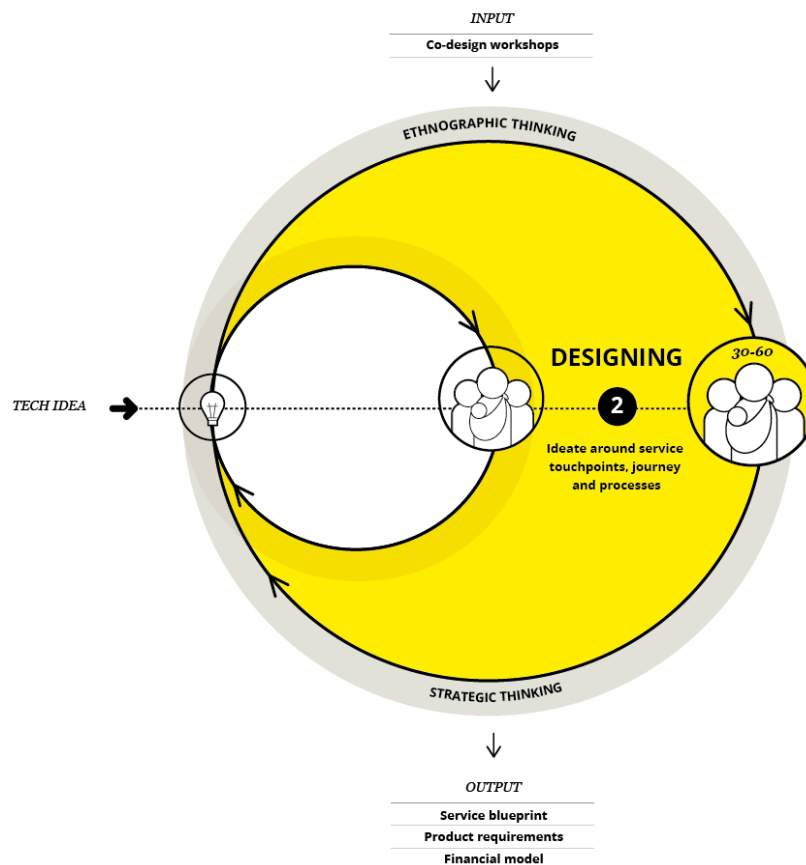 INPUT
Co-design workshops
ETHNOGRAPHIC THINKING
DESIGNING
30-60
TECH IDEA
2
Ideate around service
touchpoints, journey
and processes
STRATEGIC THINKING
OUTPUT
Service blueprint
Product requirements
Financial model